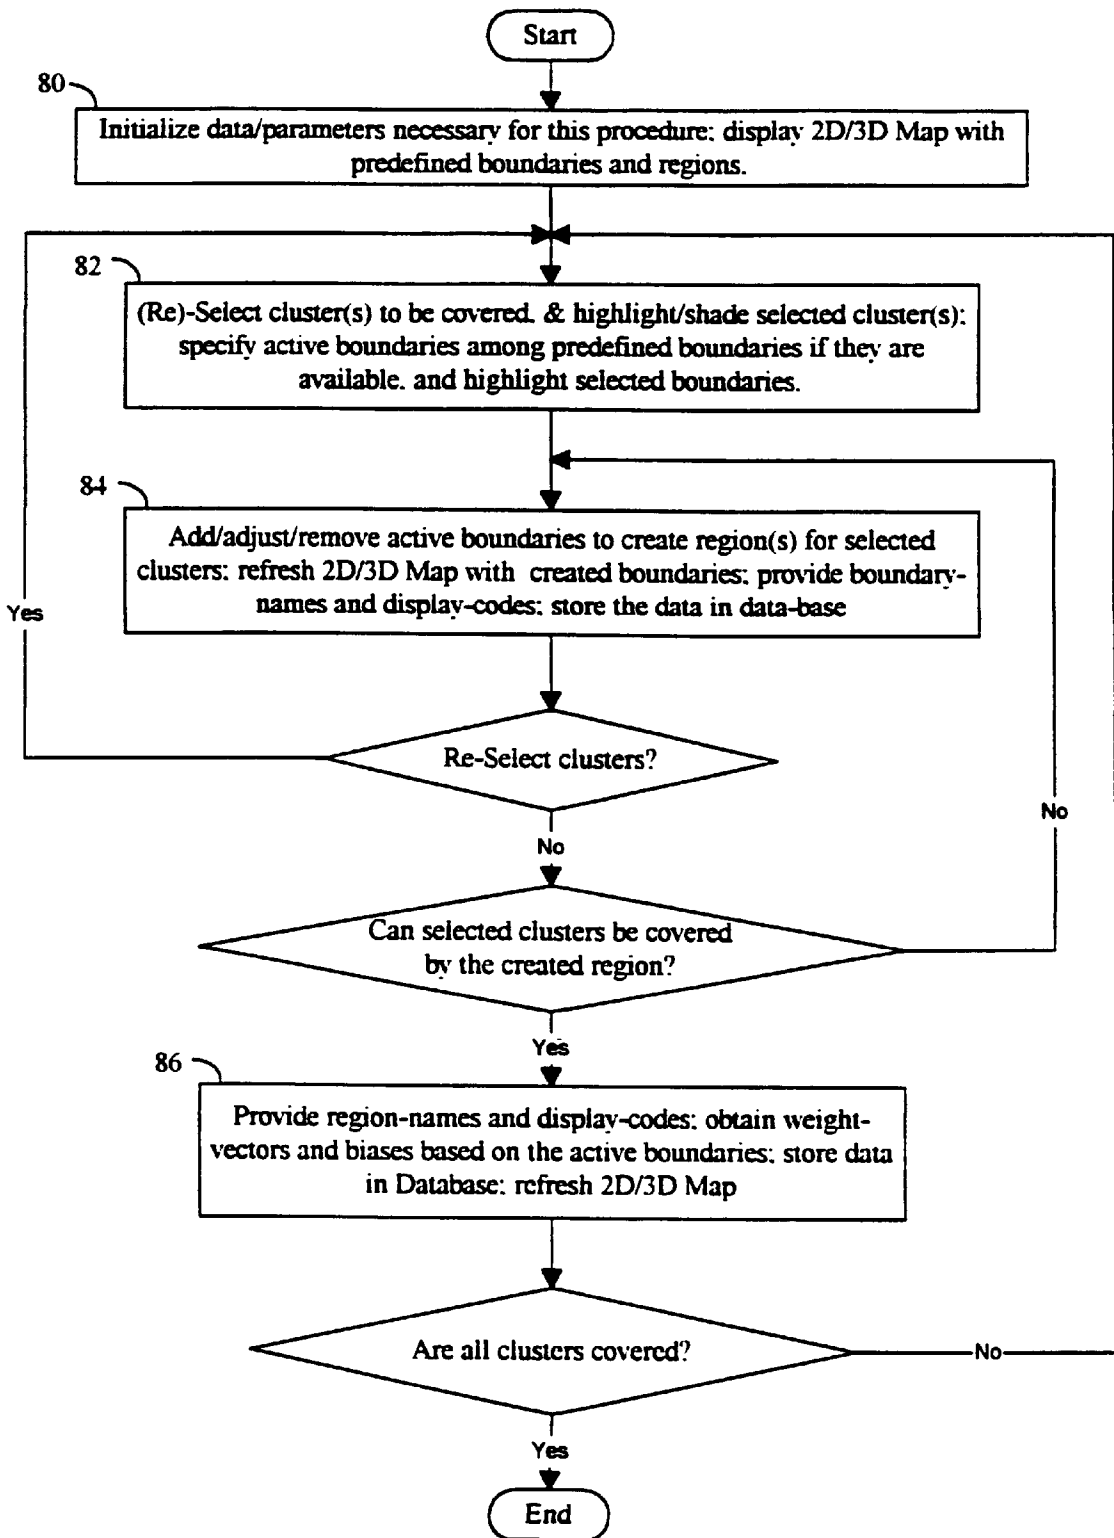 Start
80
Initialize data/parameters necessary for this procedure: display 2D/3D Map with
predefined boundaries and regions.
82
(Re)-Select cluster(s) to be covered. & highlight/shade selected cluster(s):
specify active boundaries among predefined boundaries if they are
available. and highlight selected boundaries.
84
Add/adjust/remove active boundaries to create region(s) for selected
clusters: refresh 2D/3D Map with created boundaries: provide boundary-
names and display-codes: store the data in data-base
Yes
Re-Select clusters?
No
No
Can selected clusters be covered
by the created region?
Yes
86
Provide region-names and display-codes: obtain weight-
vectors and biases based on the active boundaries: store data
in Database: refresh 2D/3D Map
Are all clusters covered?
No
Yes
End